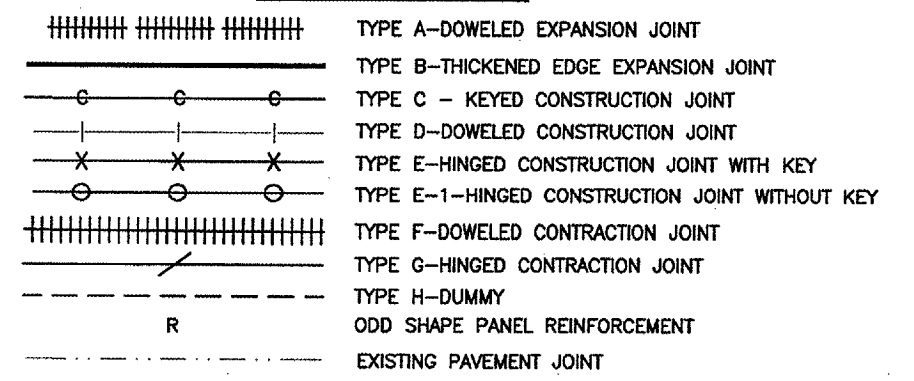 TYPE A-DOWELED EXPANSION JOINT
TYPE B-THICKENED EDGE EXPANSION JOINT
C C C TYPE C - KEYED CONSTRUCTION JOINT
TYPE D-DOWELED CONSTRUCTION JOINT
TYPE E-HINGED CONSTRUCTION JOINT WITH KEY
TYPE E-1-HINGED CONSTRUCTION JOINT WITHOUT KEY
TYPE F-DOWELED CONTRACTION JOINT
TYPE G-HINGED CONTRACTION JOINT
TYPE H-DUMMY
R ODD SHAPE PANEL REINFORCEMENT
EXISTING PAVEMENT JOINT